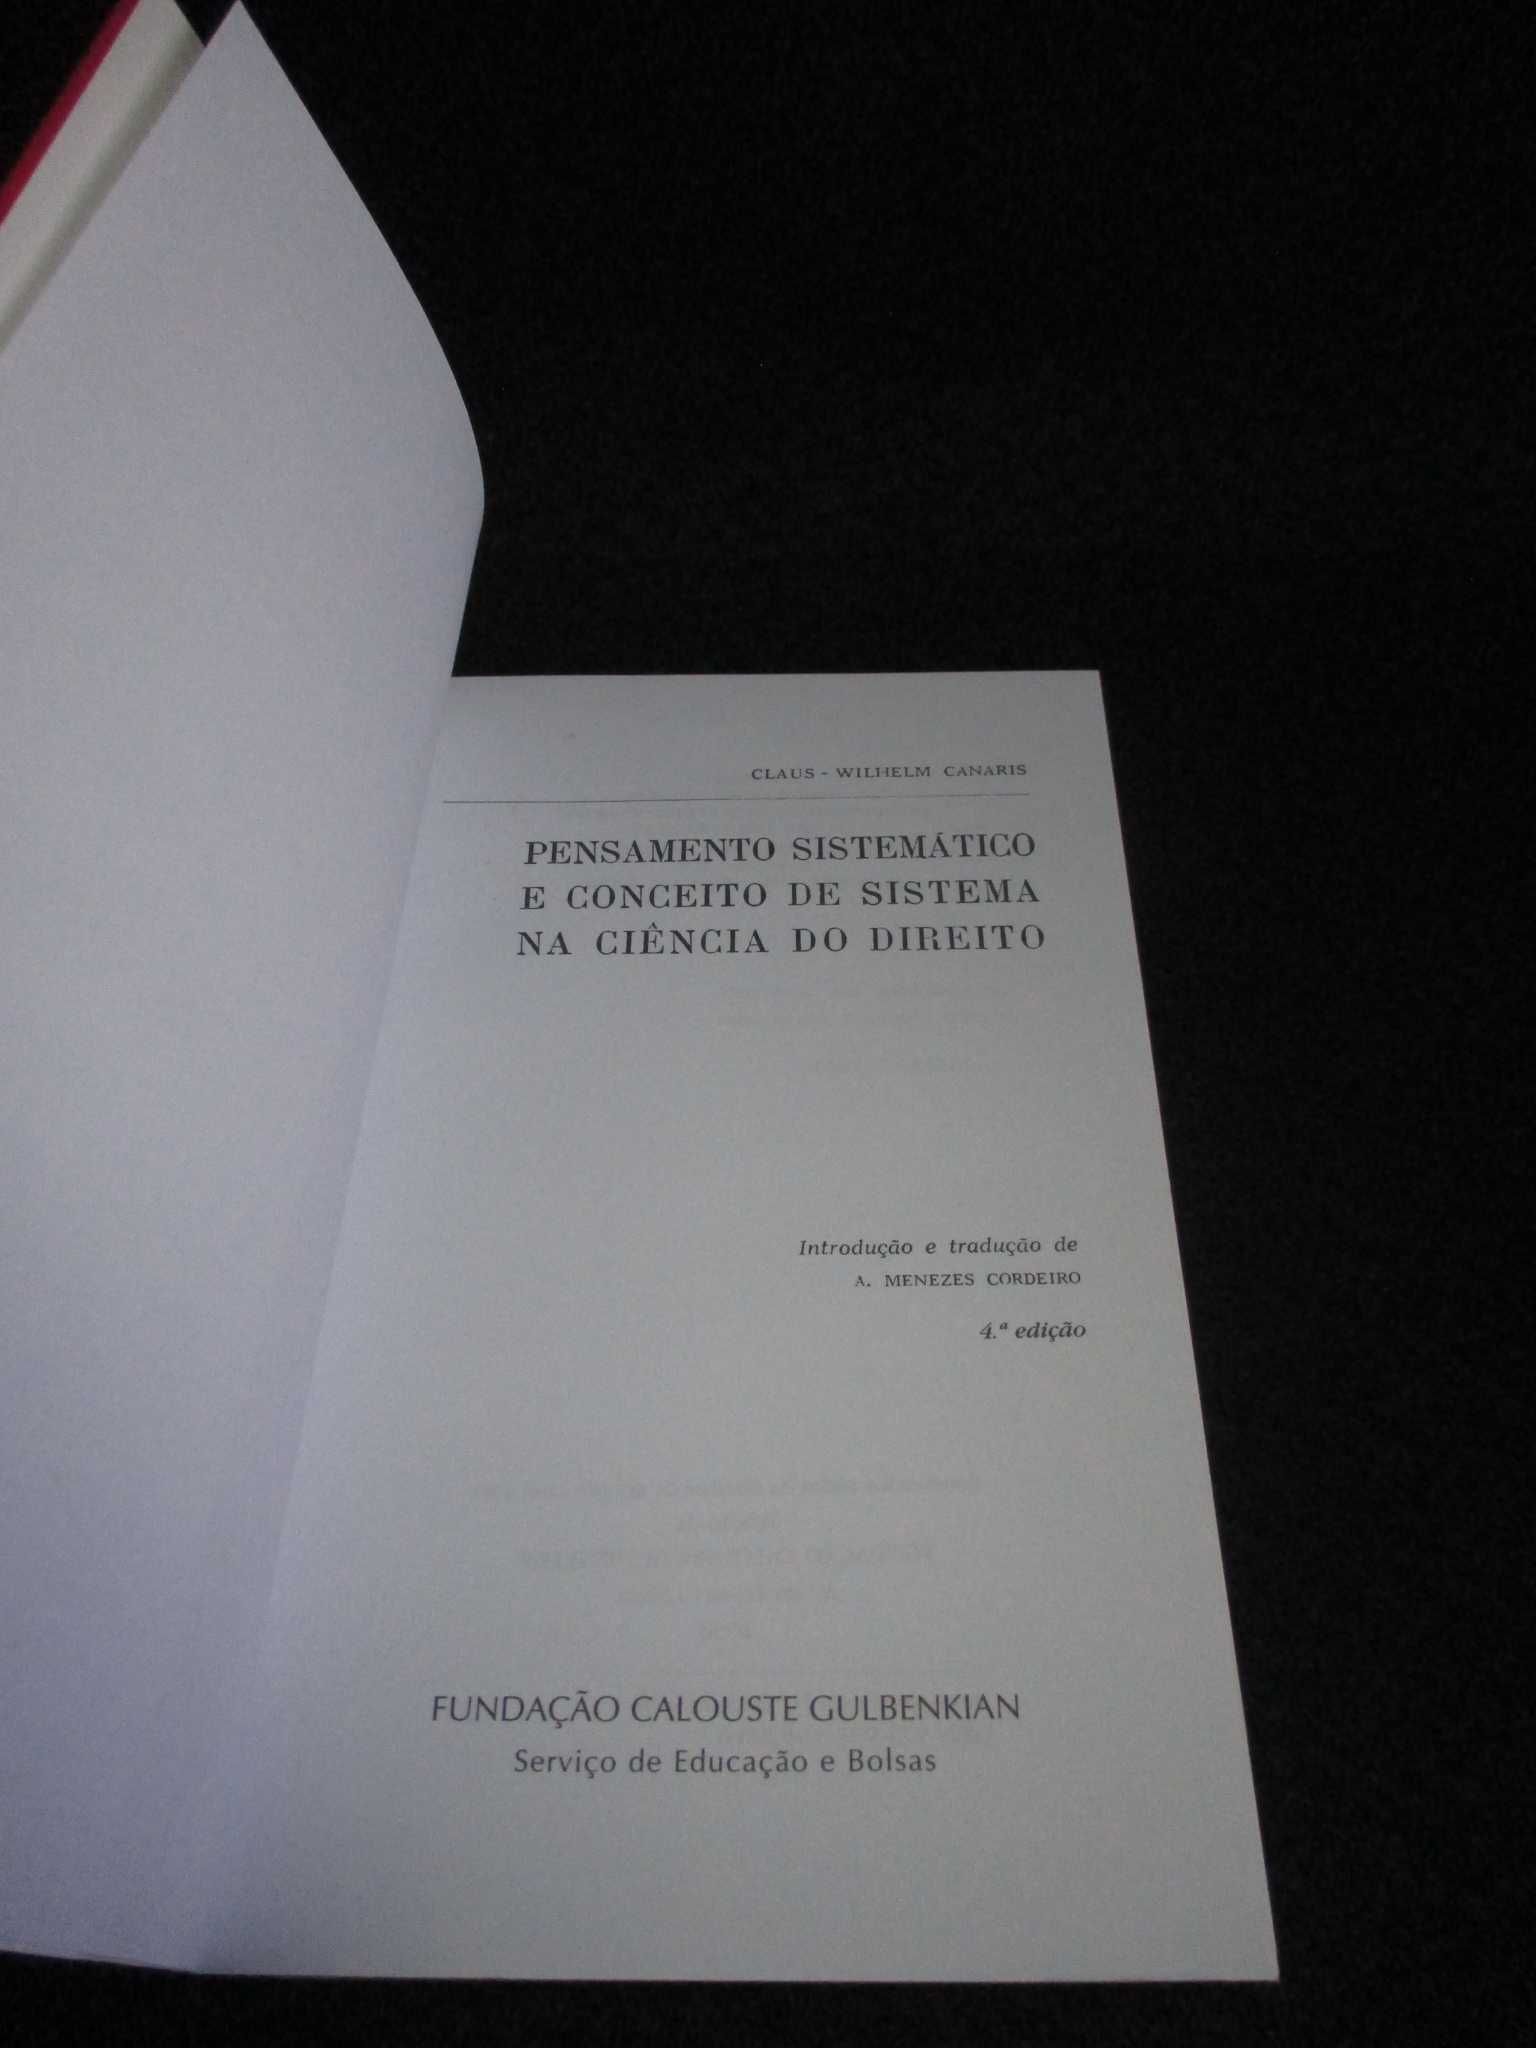 CLAUS - WILHELM CANARIS
PENSAMENTO SISTEMÁTICO
E CONCEITO DE SISTEMA
NA CIÊNCIA DO DIREITO
Introdução e tradução de
A. MENEZES CORDEIRO
4.ª edição
FUNDAÇÃO CALOUSTE GULBENKIAN
Serviço de Educação e Bolsas